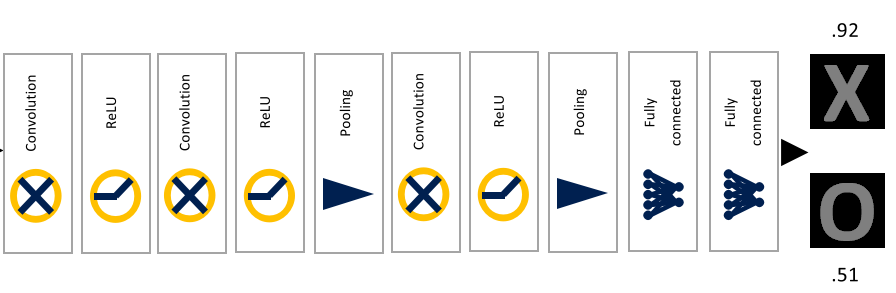 .92
Convolution
ReLU
Convolution
ReLU
Pooling
Convolution
ReLU
Pooling
Fully
connected
Fully
connected
X
O
.51